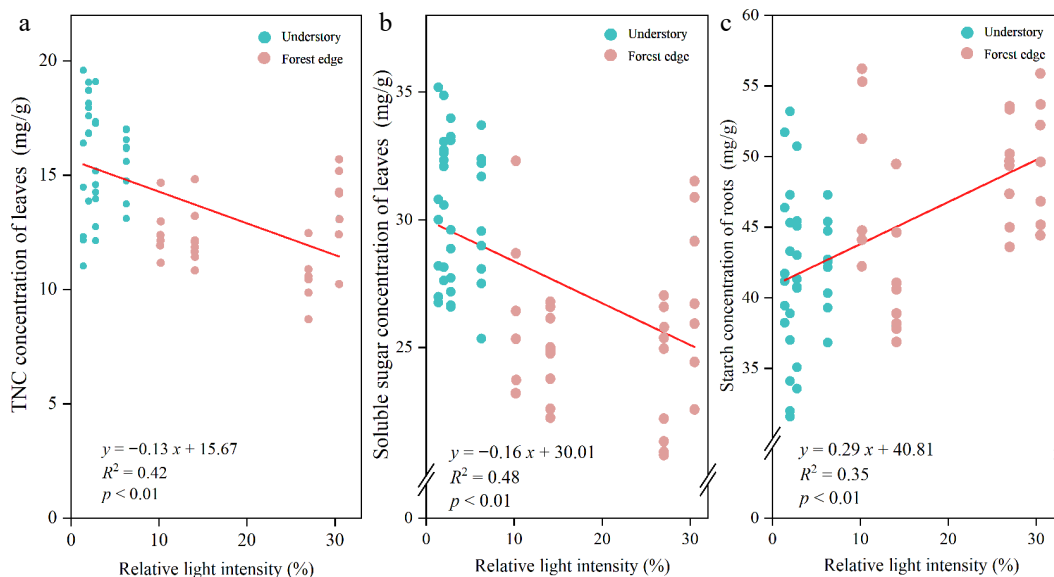 a
Understory
Forest edge
TNC concentration of leaves (mg/g)
20
15
10
5
0
y = −0.13 x + 15.67
R² = 0.42
p < 0.01
0 10 20 30
Relative light intensity (%)
b
Understory
Forest edge
Soluble sugar concentration of leaves (mg/g)
35
30
25
0
y = −0.16 x + 30.01
R² = 0.48
p < 0.01
0 10 20 30
Relative light intensity (%)
c
Understory
Forest edge
Starch concentration of roots (mg/g)
60
55
50
45
40
35
0
y = 0.29 x + 40.81
R² = 0.35
p < 0.01
0 10 20 30
Relative light intensity (%)